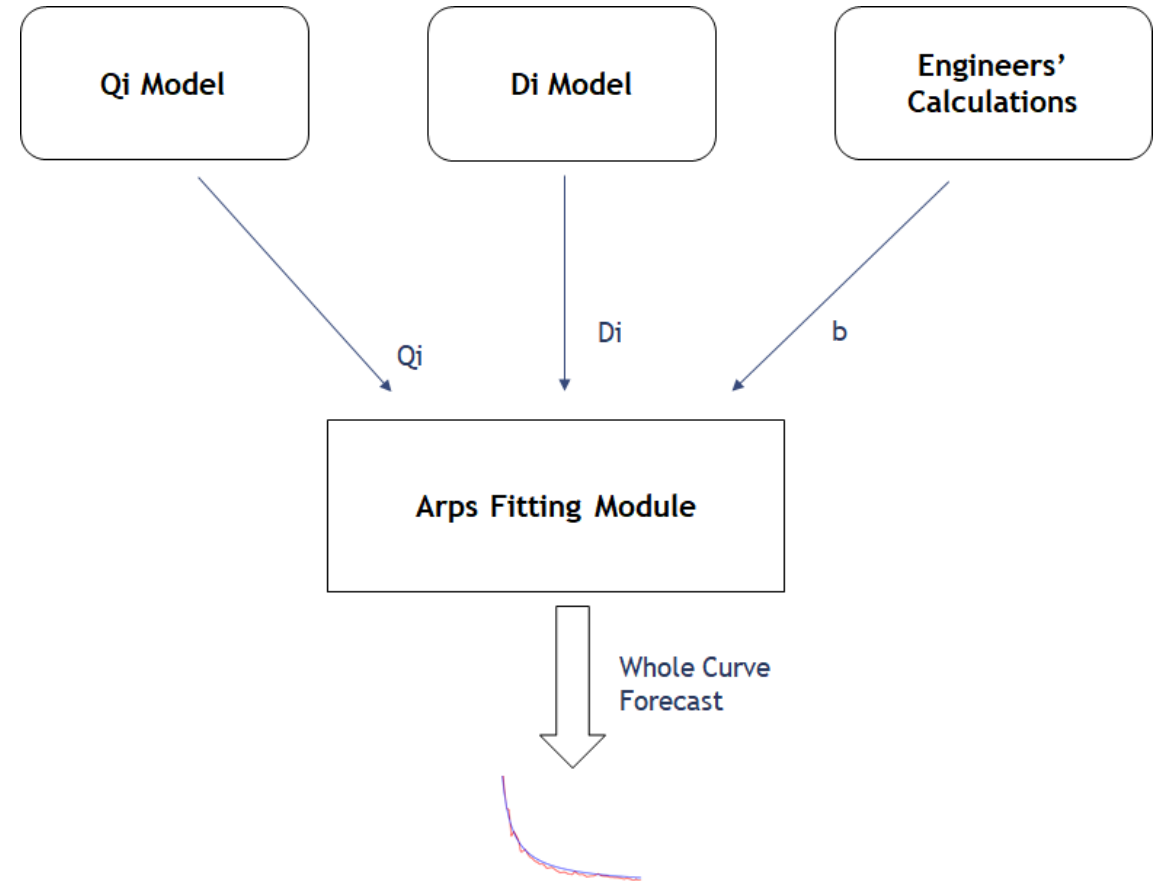 Qi Model
Di Model
Engineers'
Calculations
Qi
Di
b
Arps Fitting Module
Whole Curve
Forecast